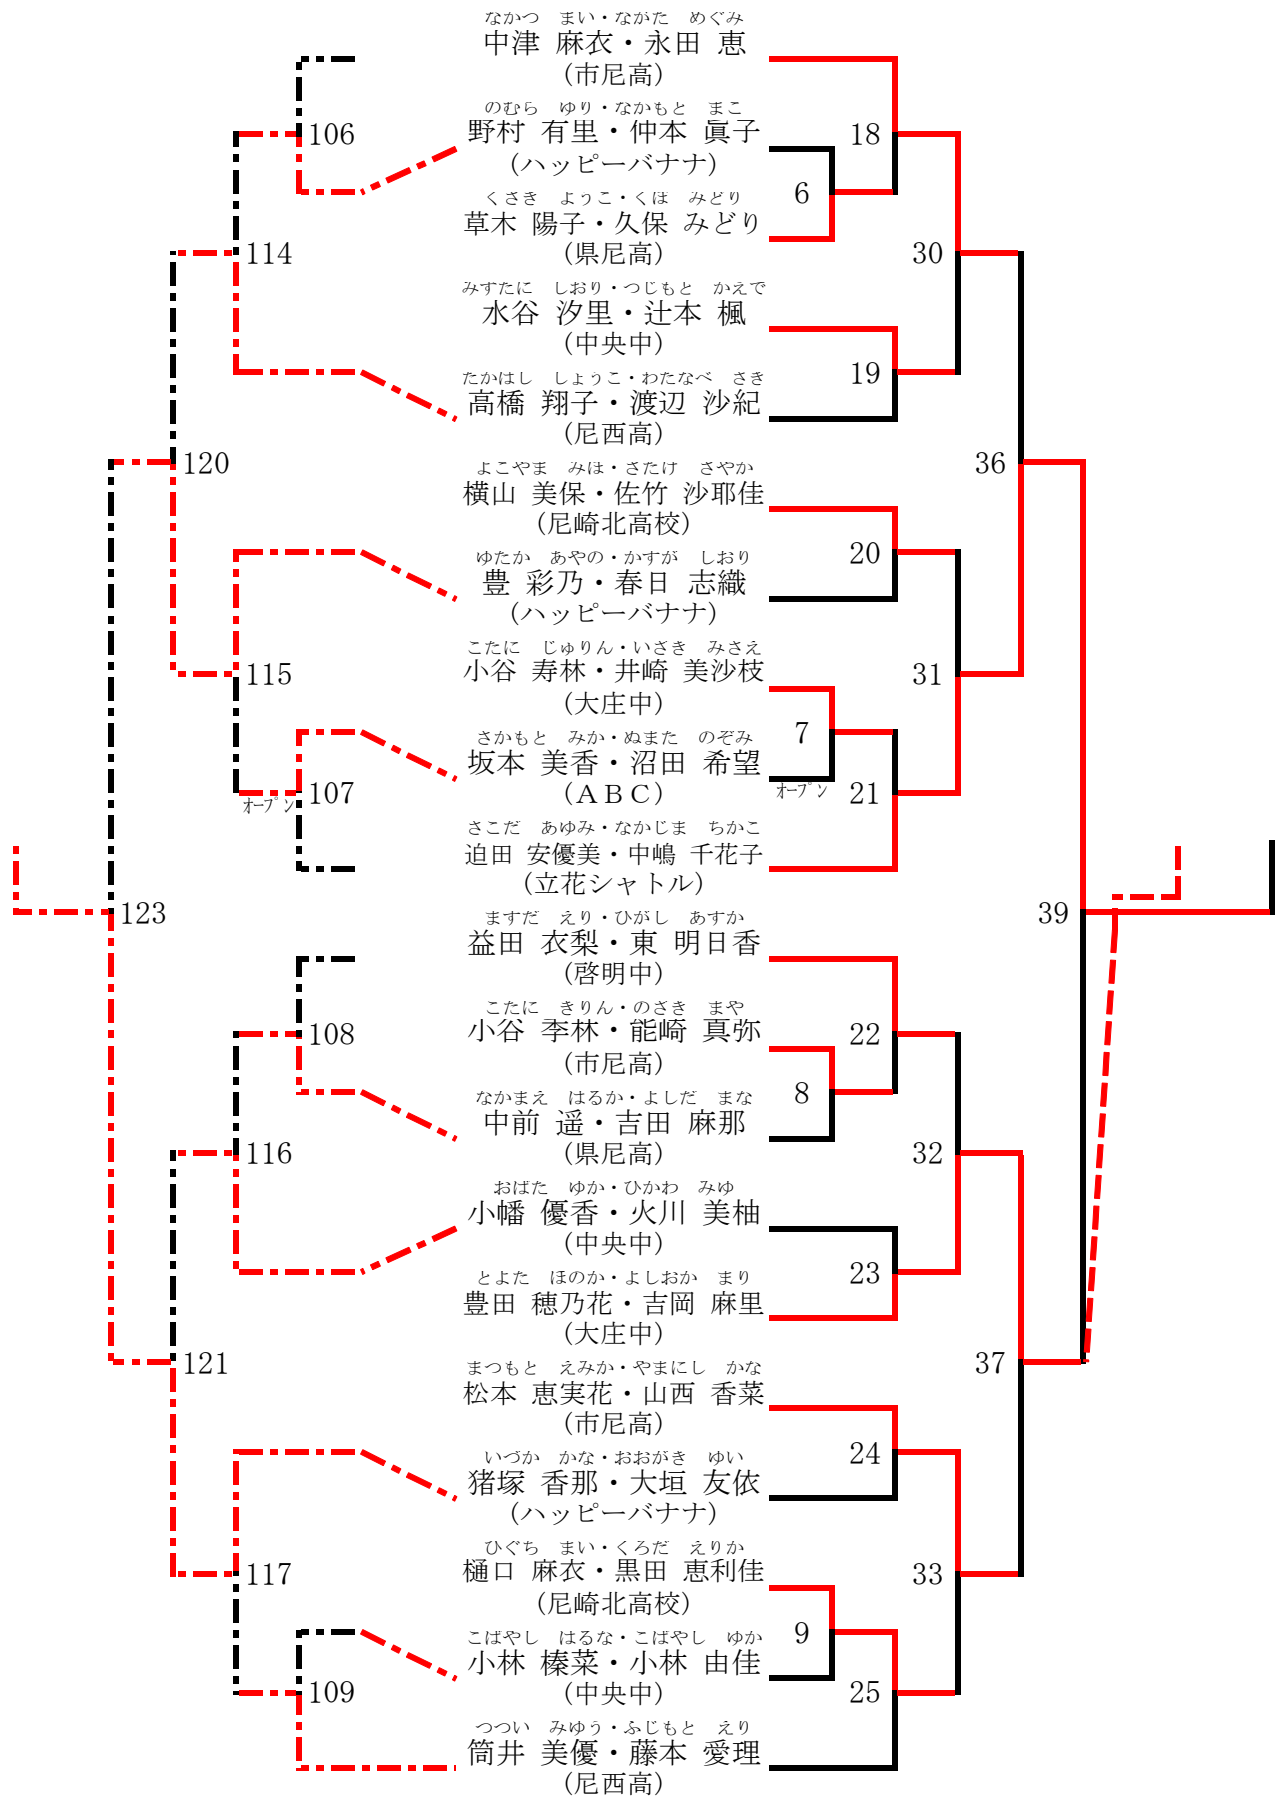 なかつ　まい・ながた　めぐみ
中津 麻衣・永田 恵
(市尼高)
106
のむら　ゆり・なかもと　まこ
野村 有里・仲本 眞子
18
(ハッピーバナナ)
6
くさき　ようこ・くほ　みどり
草木 陽子・久保 みどり
(県尼高)
114
30
みすたに　しおり・つじもと　かえで
水谷 汐里・辻本 楓
(中央中)
たかはし　しょうこ・わたなべ　さき
19
高橋 翔子・渡辺 沙紀
(尼西高)
120
よこやま　みほ・さたけ　さやか
36
横山 美保・佐竹 沙耶佳
(尼崎北高校)
ゆたか　あやの・かすが　しおり
20
豊 彩乃・春日 志織
(ハッピーバナナ)
こたに　じゅりん・いざき　みさえ
115
小谷 寿林・井崎 美沙枝
31
(大庄中)
さかもと　みか・ぬまた　のぞみ
7
坂本 美香・沼田 希望
オープン
107
(ＡＢＣ)
オープン
21
さこだ　あゆみ・なかじま　ちかこ
迫田 安優美・中嶋 千花子
(立花シャトル)
123
ますだ　えり・ひがし　あすか
39
益田 衣梨・東 明日香
(啓明中)
こたに　きりん・のさき　まや
108
小谷 季林・能崎 真弥
22
(市尼高)
なかまえ　はるか・よしだ　まな
8
中前 遥・吉田 麻那
(県尼高)
116
32
おばた　ゆか・ひかわ　みゆ
小幡 優香・火川 美柚
(中央中)
とよた　ほのか・よしおか　まり
23
豊田 穂乃花・吉岡 麻里
(大庄中)
121
まつもと　えみか・やまにし　かな
37
松本 恵実花・山西 香菜
(市尼高)
いづか　かな・おおがき　ゆい
24
猪塚 香那・大垣 友依
(ハッピーバナナ)
ひぐち　まい・くろだ　えりか
117
樋口 麻衣・黒田 恵利佳
33
(尼崎北高校)
こばやし　はるな・こばやし　ゆか
9
小林 榛菜・小林 由佳
109
(中央中)
25
つつい　みゆう・ふじもと　えり
筒井 美優・藤本 愛理
(尼西高)